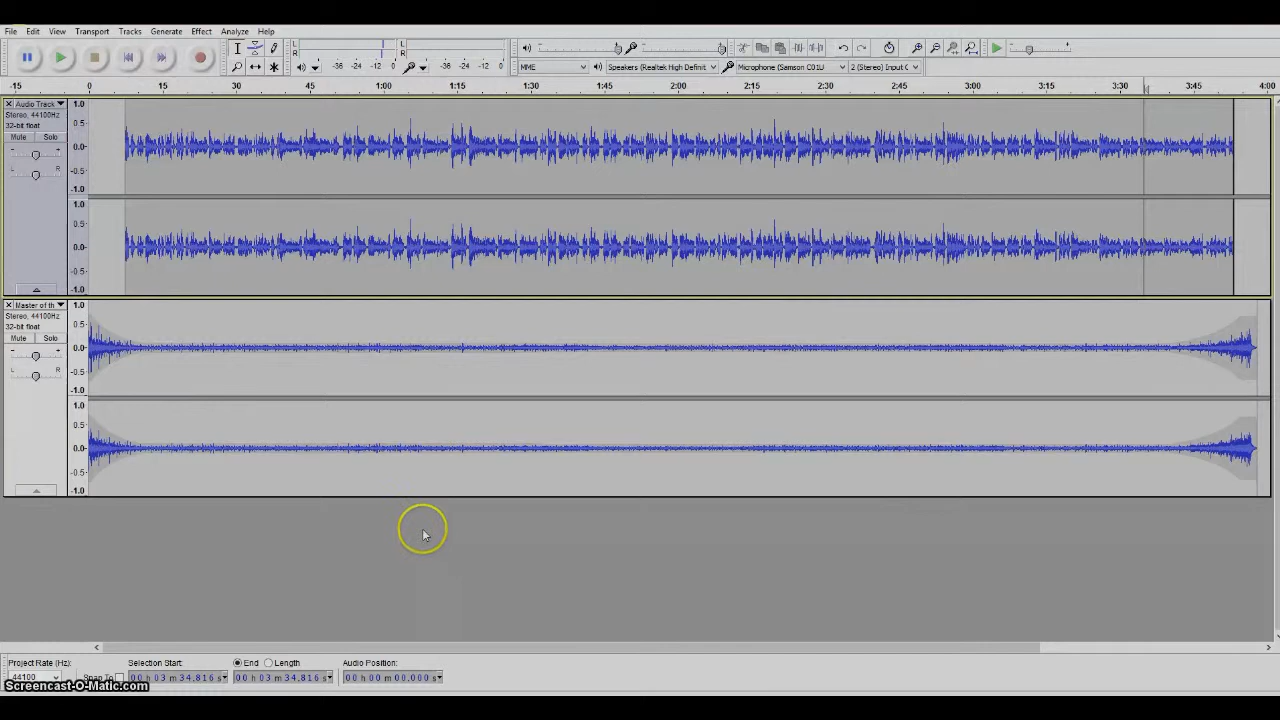 File Edit View Transport Tracks Generate Effect Analyze Help
L
R
-36 -24 -12 0
L
R
-36 -24 -12 0
MME
Speakers (Realtek High Definit
Microphone (Samson C01U
2 (Stereo) Input C
-15 0 15 30 45 1:00 1:15 1:30 1:45 2:00 2:15 2:30 2:45 3:00 3:15 3:30 3:45 4:00
Audio Track
Stereo, 44100Hz
32-bit float
Mute Solo
- +
L R
1.0
0.5
0.0
-0.5
-1.0
1.0
0.5
0.0
-0.5
-1.0
Master of th
Stereo, 44100Hz
32-bit float
Mute Solo
- +
L R
1.0
0.5
0.0
-0.5
-1.0
1.0
0.5
0.0
-0.5
-1.0
Project Rate (Hz): Selection Start: End Length Audio Position:
44100 Snap To 00 h 03 m 34.816 s 00 h 03 m 34.816 s 00 h 00 m 00.000 s
Screencast-O-Matic.com